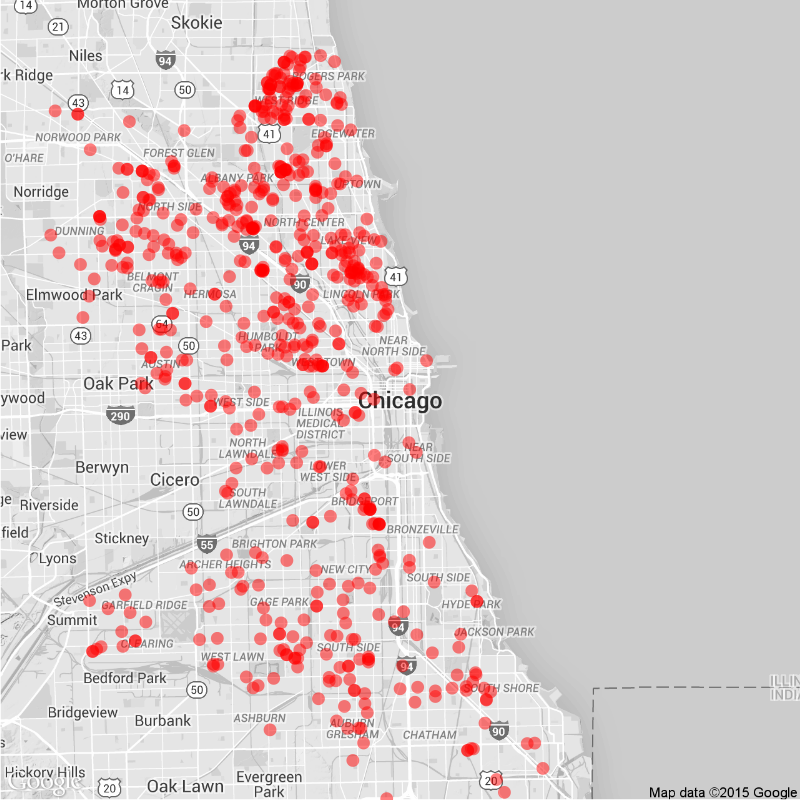 Morton Grove
14
21
Skokie
Niles
94
rk Ridge
ROGERS PARK
14
50
43
WEST RIDGE
NORWOOD PARK
41
EDGEWATER
O'HARE
FOREST GLEN
ALBANY PARK
UPTOWN
Norridge
NORTH SIDE
NORTH CENTER
DUNNING
94
LAKE VIEW
BELMONT
CRAGIN
41
90
Elmwood Park
HERMOSA
LINCOLN PARK
64
43
50
HUMBOLDT
PARK
NEAR
NORTH SIDE
Park
AUSTIN
WEST TOWN
Oak Park
ywood
290
WEST SIDE
Chicago
ILLINOIS
MEDICAL
DISTRICT
view
NORTH
LAWNDALE
NEAR
SOUTH SIDE
Berwyn
LOWER
WEST SIDE
Cicero
SOUTH
LAWNDALE
ge
Riverside
50
BRIDGEPORT
field
Stickney
55
BRONZEVILLE
BRIGHTON PARK
Lyons
ARCHER HEIGHTS
NEW CITY
SOUTH SIDE
Stevenson Expy
GARFIELD RIDGE
GAGE PARK
HYDE PARK
Summit
94
JACKSON PARK
CLEARING
WEST LAWN
SOUTH SIDE
94
Bedford Park
50
SOUTH SHORE
ILLIN
INDIA
Bridgeview
Burbank
ASHBURN
AUBURN
GRESHAM
CHATHAM
90
Hickory Hills
Google
20
Oak Lawn
Evergreen
Park
20
Map data ©2015 Google